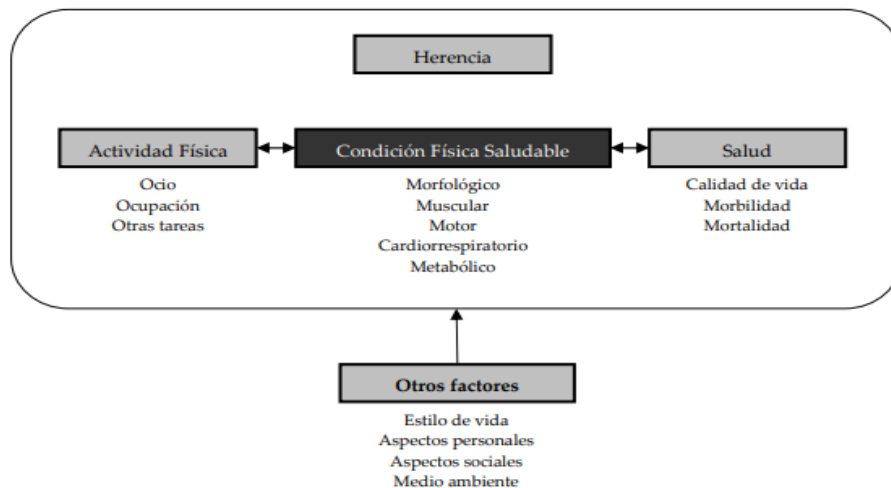 Herencia
Actividad Física
Condición Física Saludable
Salud
Ocio
Ocupación
Otras tareas
Morfológico
Muscular
Motor
Cardiorrespiratorio
Metabólico
Calidad de vida
Morbilidad
Mortalidad
Otros factores
Estilo de vida
Aspectos personales
Aspectos sociales
Medio ambiente